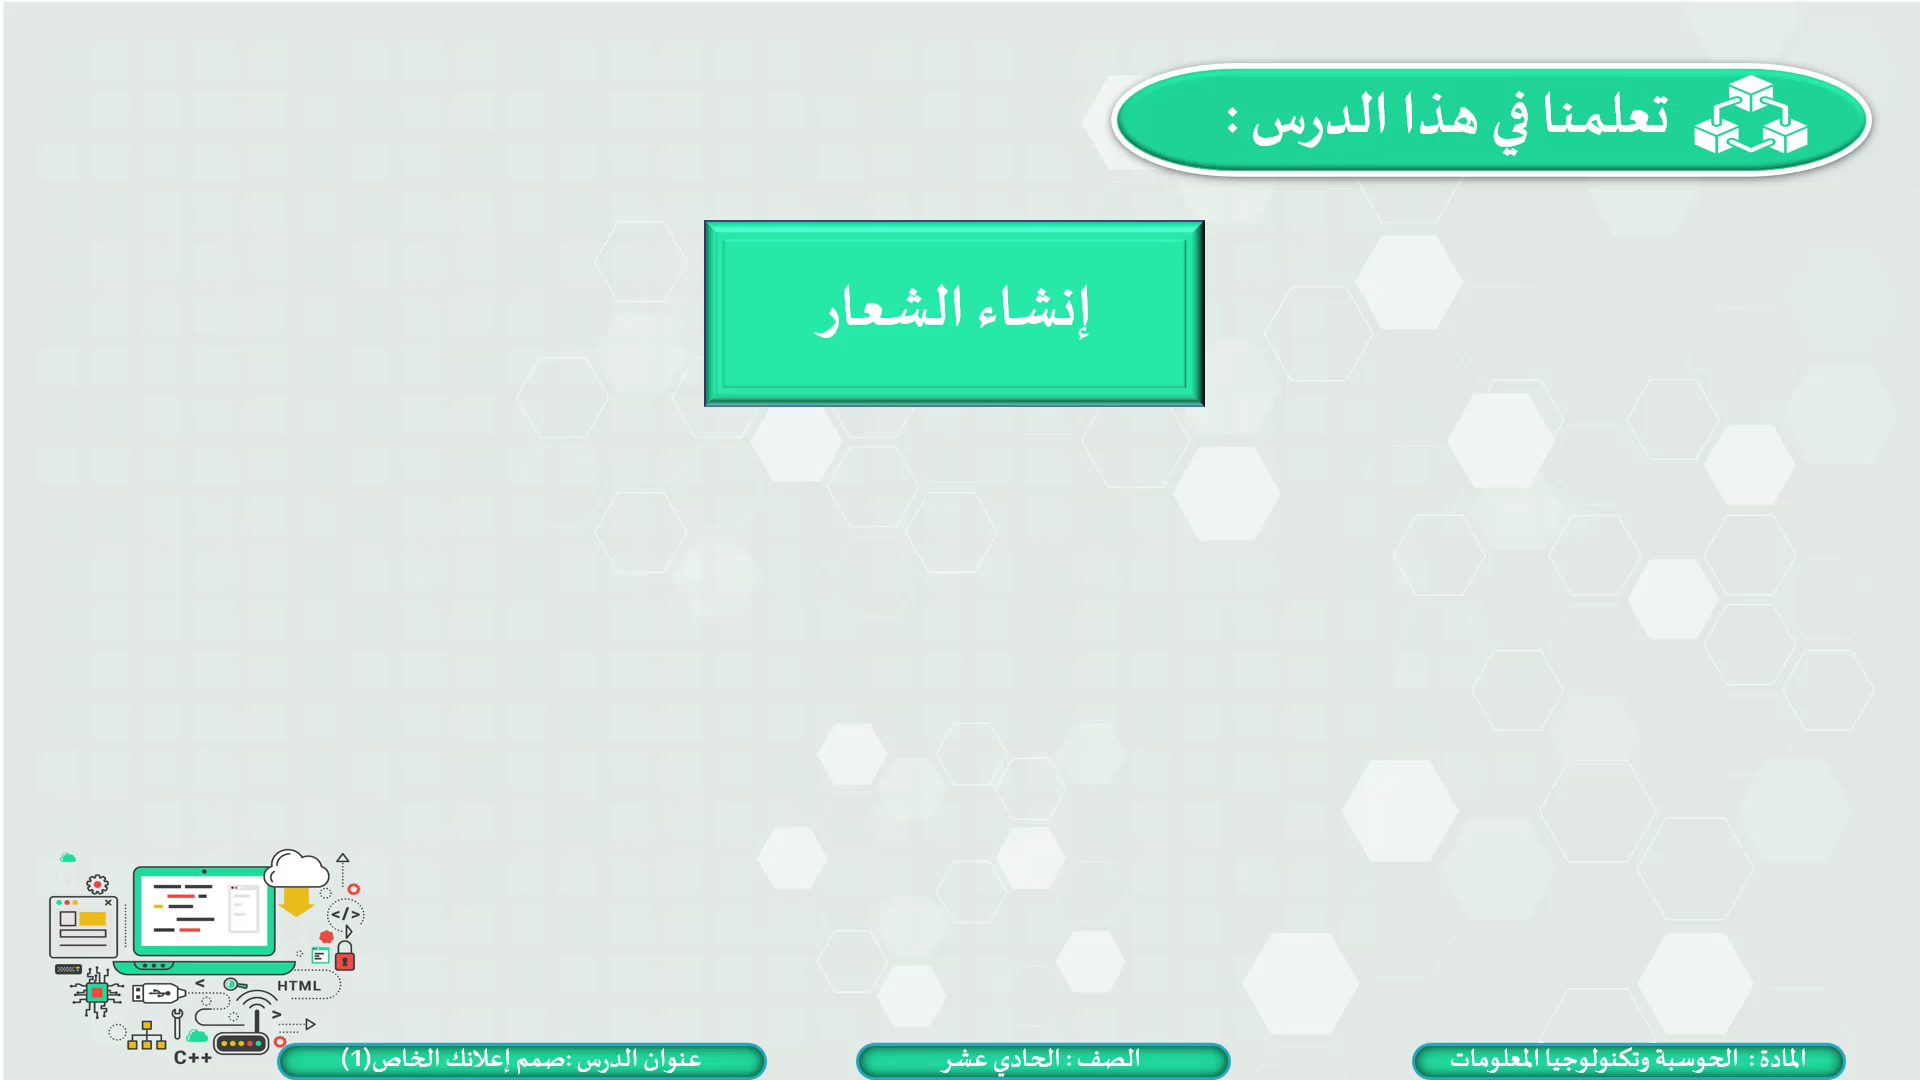 تعلمنا في هذا الدرس :
إنشاء الشعار
</>
HTML
<
>
C++
المادة : الحوسبة وتكنولوجيا المعلومات
الصف : الحادي عشر
عنوان الدرس :صمم إعلانك الخاص(1)